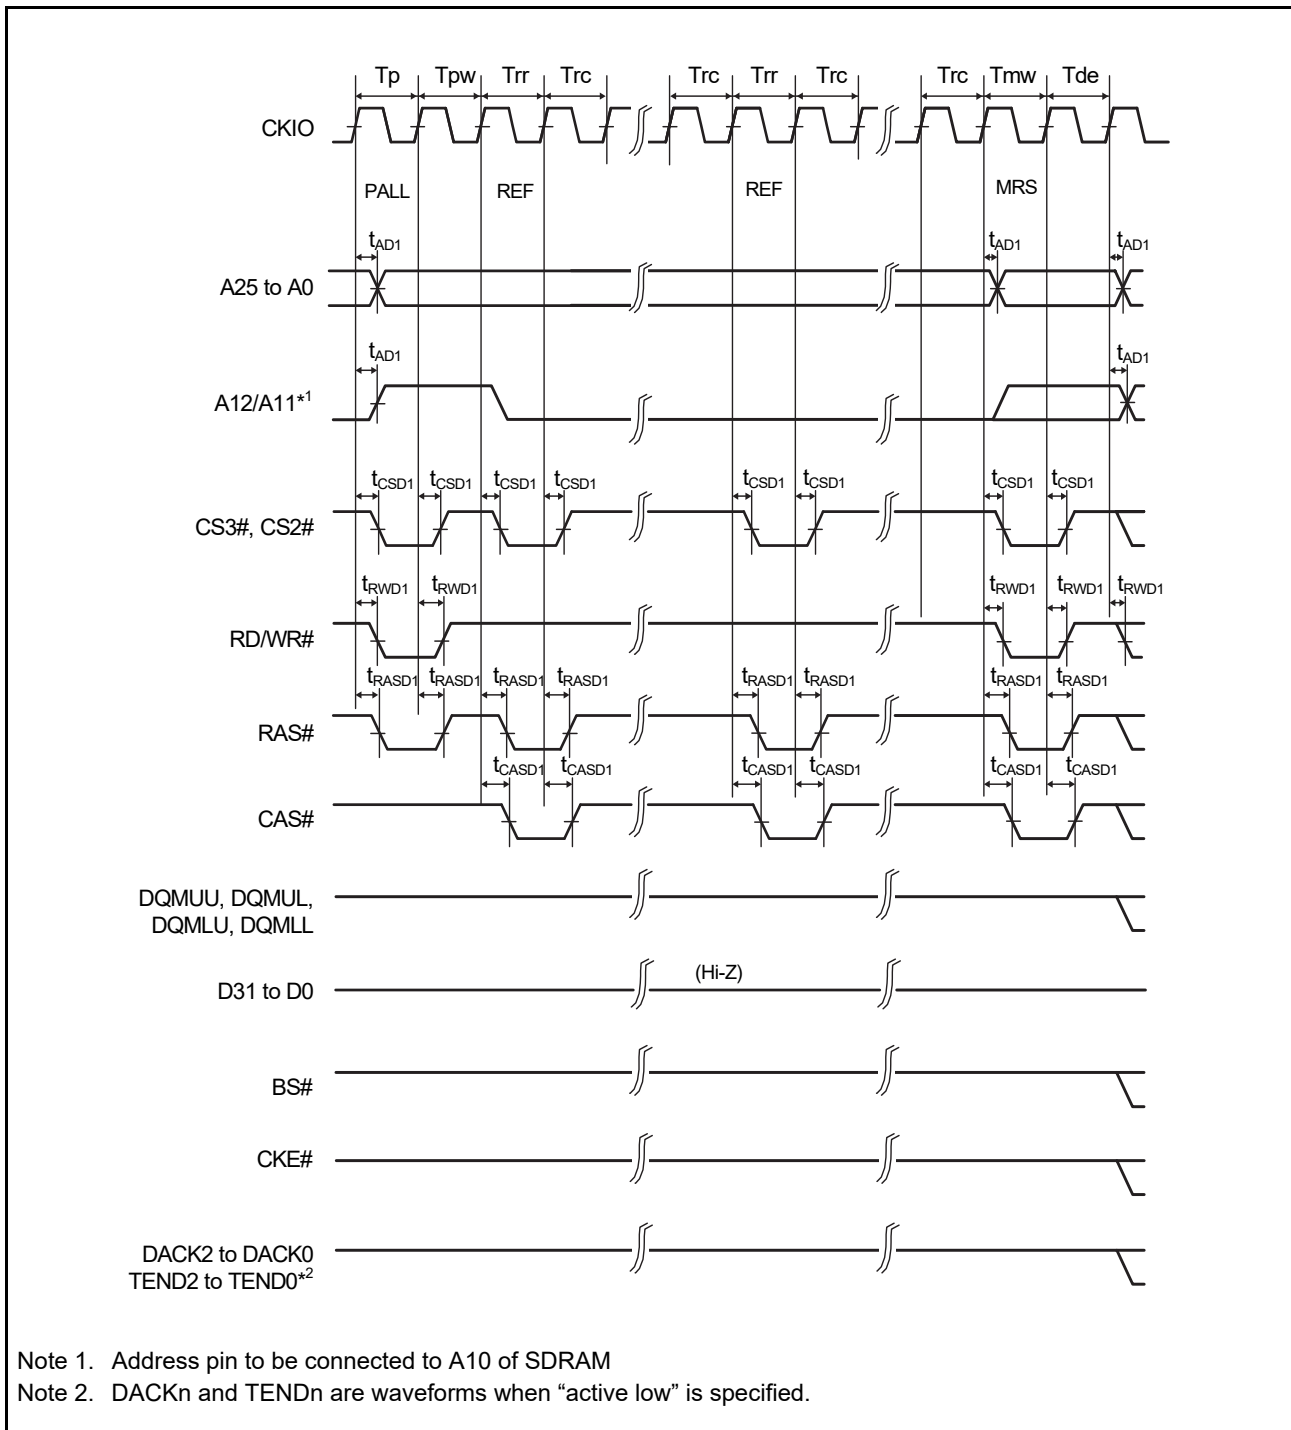 Tp Tpw Trr Trc Trc Trr Trc Trc Tmw Tde
CKIO
PALL REF REF MRS
tAD1 tAD1 tAD1
A25 to A0
tAD1 tAD1
A12/A11*1
tCSD1 tCSD1 tCSD1 tCSD1 tCSD1 tCSD1 tCSD1 tCSD1
CS3#, CS2#
tRWD1 tRWD1 tRWD1 tRWD1 tRWD1
RD/WR#
tRASD1 tRASD1 tRASD1 tRASD1 tRASD1 tRASD1 tRASD1 tRASD1
RAS#
tCASD1 tCASD1 tCASD1 tCASD1 tCASD1 tCASD1
CAS#
DQMUU, DQMUL,
DQMLU, DQMLL
(Hi-Z)
D31 to D0
BS#
CKE#
DACK2 to DACK0
TEND2 to TEND0*2
Note 1. Address pin to be connected to A10 of SDRAM
Note 2. DACKn and TENDn are waveforms when “active low” is specified.